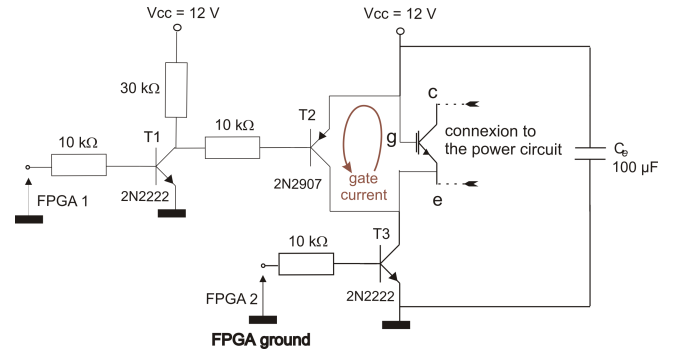 Vcc = 12 V
Vcc = 12 V
30 kΩ
10 kΩ
T1
10 kΩ
T2
c
g
connexion to
the power circuit
Ce
100 µF
FPGA 1
2N2222
2N2907
gate
current
e
10 kΩ
T3
FPGA 2
2N2222
FPGA ground